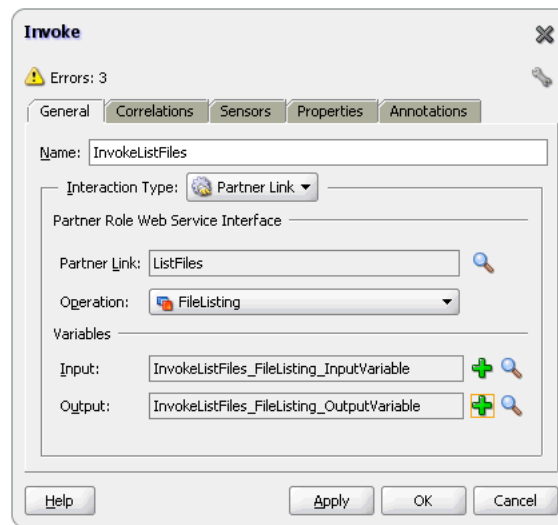 Invoke
Errors: 3
General Correlations Sensors Properties Annotations
Name: InvokeListFiles
Interaction Type: Partner Link
Partner Role Web Service Interface
Partner Link: ListFiles
Operation: FileListing
Variables
Input: InvokeListFiles_FileListing_InputVariable
Output: InvokeListFiles_FileListing_OutputVariable
Help Apply OK Cancel